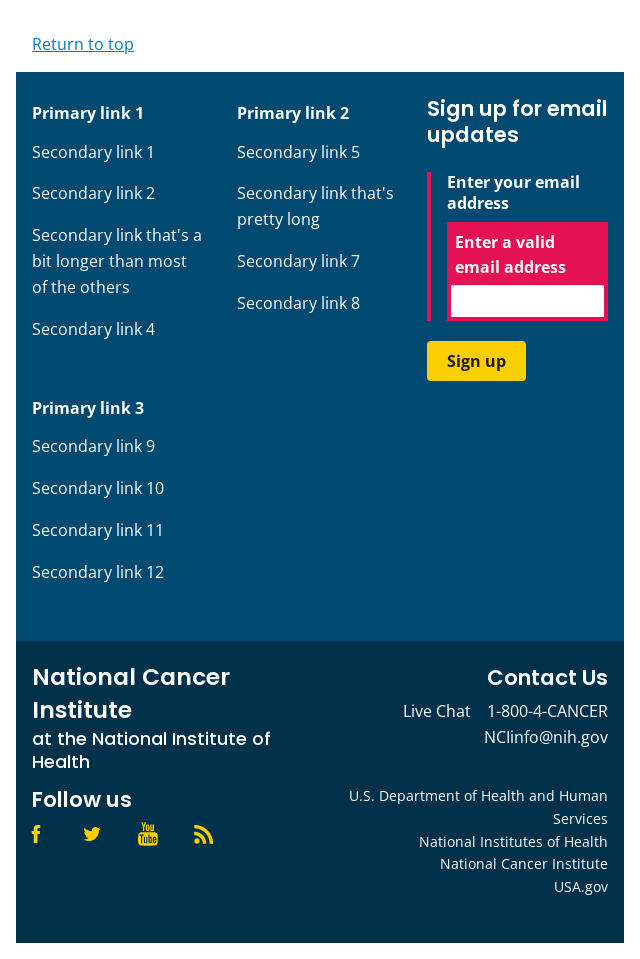 Return to top
Primary link 1
Secondary link 1
Secondary link 2
Secondary link that's a
bit longer than most
of the others
Secondary link 4
Primary link 2
Secondary link 5
Secondary link that's
pretty long
Secondary link 7
Secondary link 8
Primary link 3
Secondary link 9
Secondary link 10
Secondary link 11
Secondary link 12
Sign up for email
updates
Enter your email
address
Enter a valid
email address
Sign up
National Cancer
Institute
at the National Institute of
Health
Follow us
You
Tube
Contact Us
Live Chat 1-800-4-CANCER
NCIinfo@nih.gov
U.S. Department of Health and Human
Services
National Institutes of Health
National Cancer Institute
USA.gov